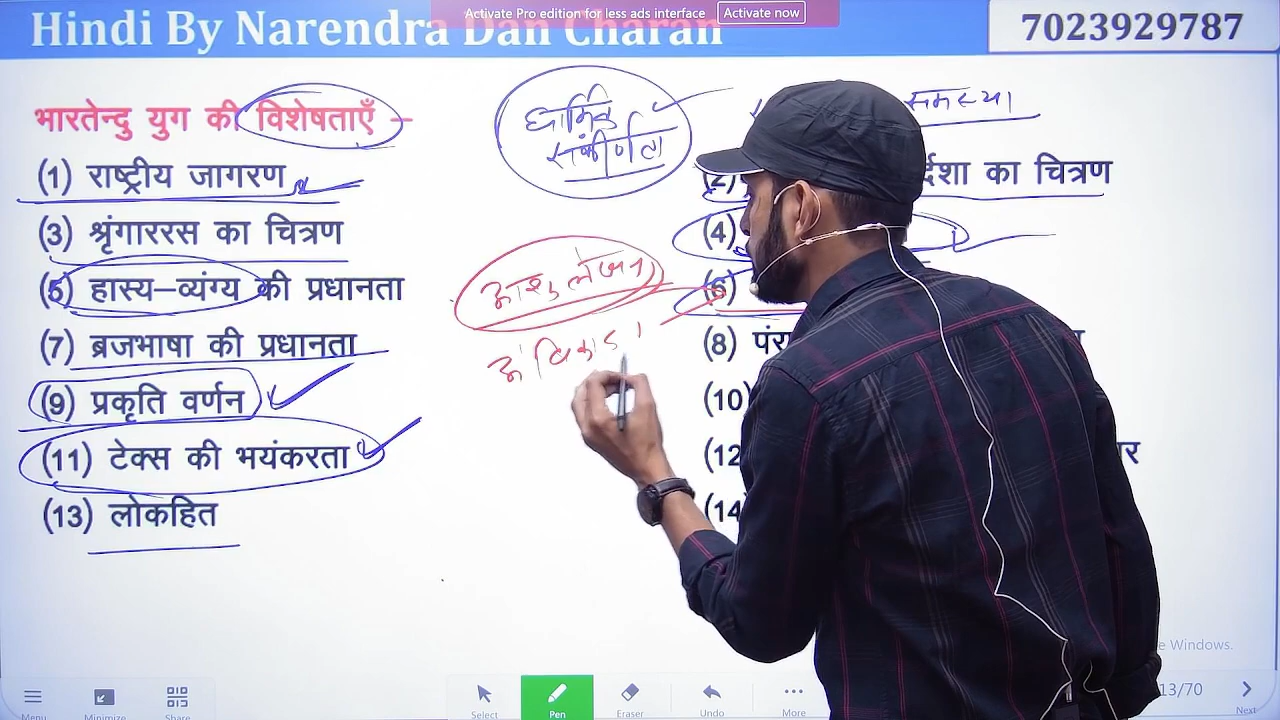 Activate Pro edition for less ads interface Activate now
Hindi By Narendra Dan Charan 7023929787
भारतेन्दु युग की विशेषताएँ –
समस्या
(1) राष्ट्रीय जागरण
(2) का चित्रण
(3) श्रृंगाररस का चित्रण
(4)
(5) हास्य–व्यंग्य की प्रधानता
(6)
(7) ब्रजभाषा की प्रधानता
(8)
(9) प्रकृति वर्णन
(10)
(11) टेक्स की भयंकरता
(12
(13) लोकहित
(14
धार्मिक
संकीर्णता
Windows.
13/70
Menu Minimize Share Select Pen Eraser Undo More Next